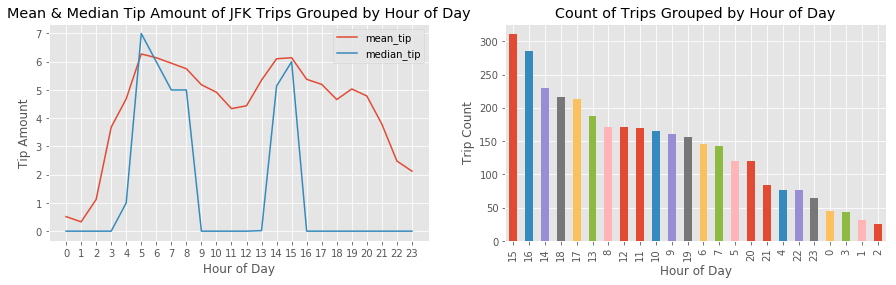 Mean & Median Tip Amount of JFK Trips Grouped by Hour of Day
mean_tip
median_tip
Tip Amount
7
6
5
4
3
2
1
0
0 1 2 3 4 5 6 7 8 9 10 11 12 13 14 15 16 17 18 19 20 21 22 23
Hour of Day
Count of Trips Grouped by Hour of Day
Trip Count
300
250
200
150
100
50
0
15 16 14 18 17 13 8 12 11 10 9 19 6 7 5 20 21 4 22 23 0 3 1 2
Hour of Day